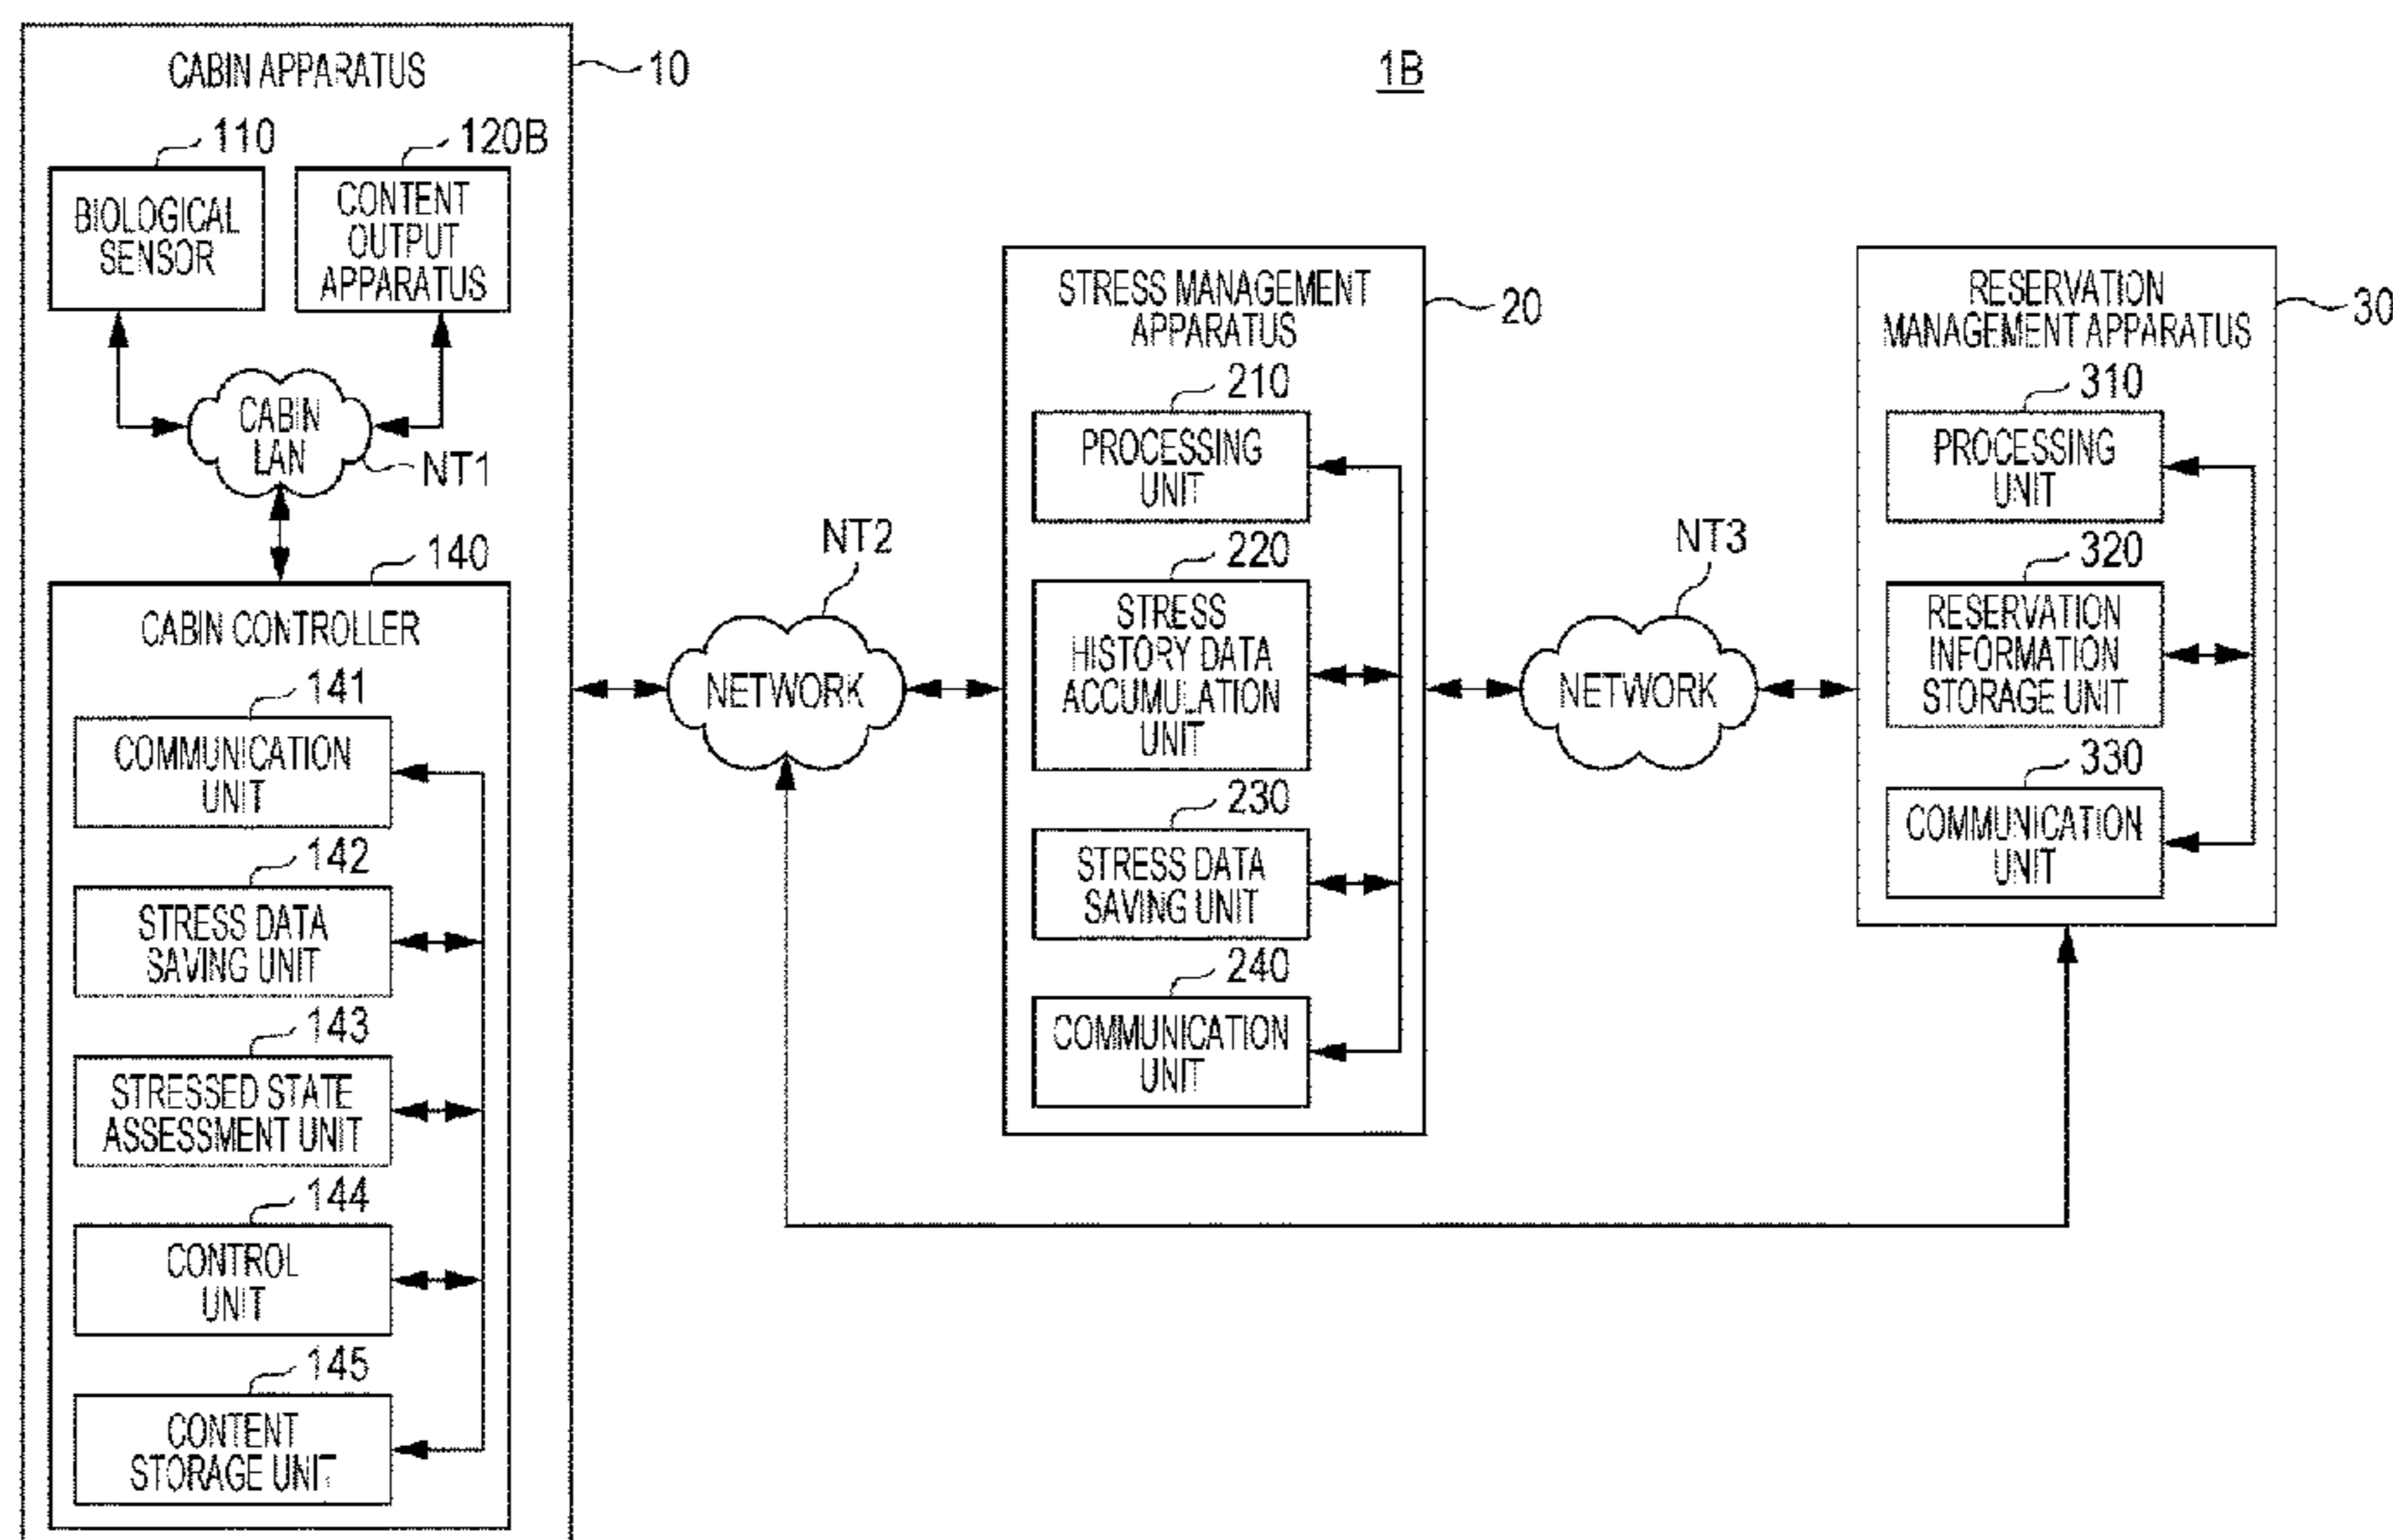 CABIN APPARATUS
10
1B
110
120B
BIOLOGICAL
SENSOR
CONTENT
OUTPUT
APPARATUS
CABIN
LAN
NT1
140
CABIN CONTROLLER
141
COMMUNICATION
UNIT
142
STRESS DATA
SAVING UNIT
143
STRESSED STATE
ASSESSMENT UNIT
144
CONTROL
UNIT
145
CONTENT
STORAGE UNIT
NT2
NETWORK
STRESS MANAGEMENT
APPARATUS
20
210
PROCESSING
UNIT
220
STRESS
HISTORY DATA
ACCUMULATION
UNIT
230
STRESS DATA
SAVING UNIT
240
COMMUNICATION
UNIT
NT3
NETWORK
RESERVATION
MANAGEMENT APPARATUS
30
310
PROCESSING
UNIT
320
RESERVATION
INFORMATION
STORAGE UNIT
330
COMMUNICATION
UNIT